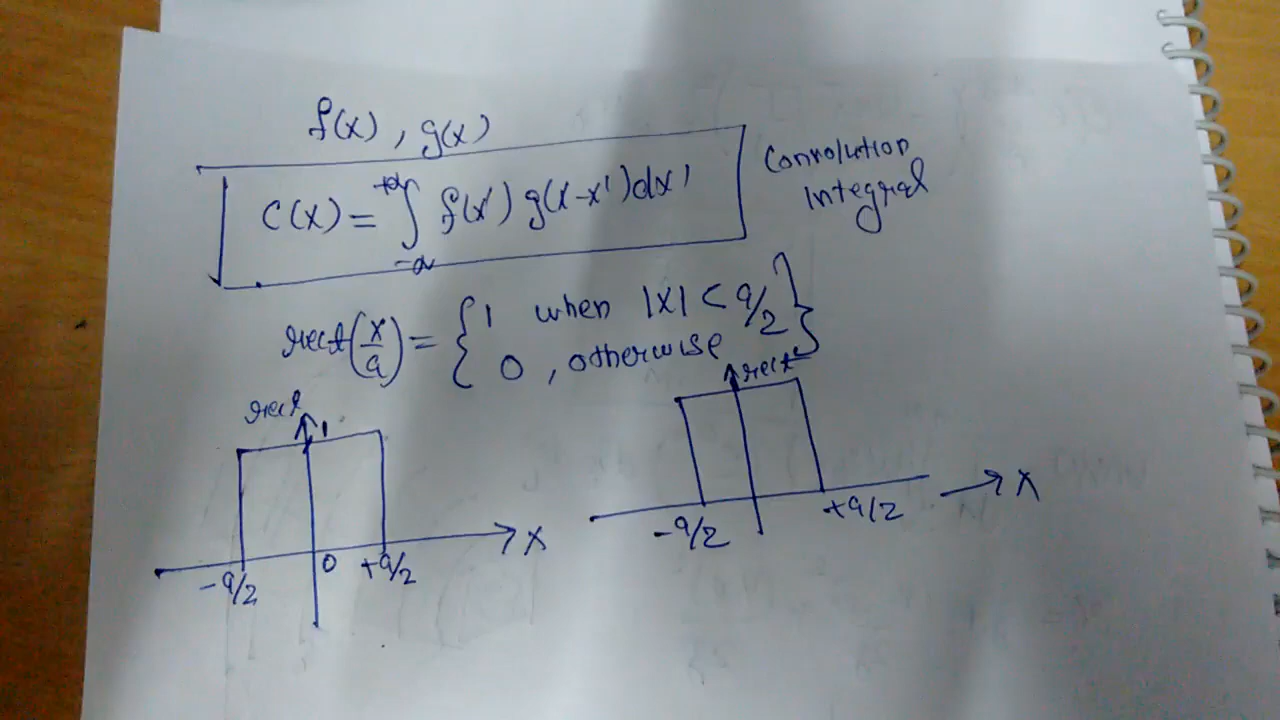 f(x), g(x)
C(x) = ∫_{-∞}^{+∞} f(x') g(x-x') dx'
Convolution
Integral
rect(x/a) = { 1 when |x| < a/2
0, otherwise }
rect
1
-a/2 0 +a/2 → x
rect
-a/2 +a/2 → x